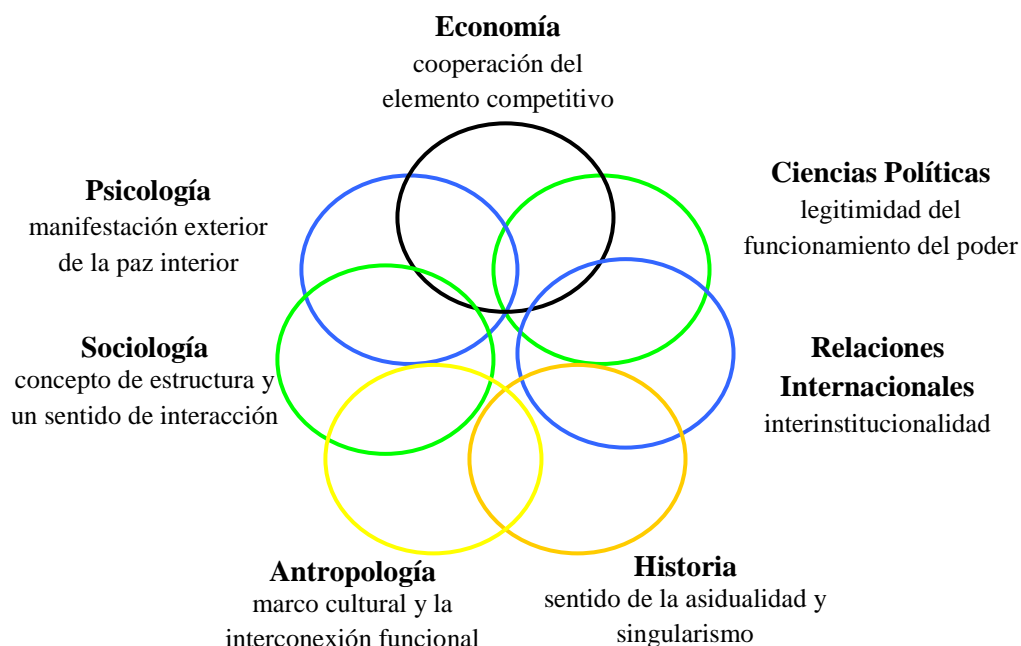 Economía
cooperación del
elemento competitivo
Psicología
manifestación exterior
de la paz interior
Ciencias Políticas
legitimidad del
funcionamiento del poder
Sociología
concepto de estructura y
un sentido de interacción
Relaciones
Internacionales
interinstitucionalidad
Antropología
marco cultural y la
interconexión funcional
Historia
sentido de la asidualidad y
singularismo